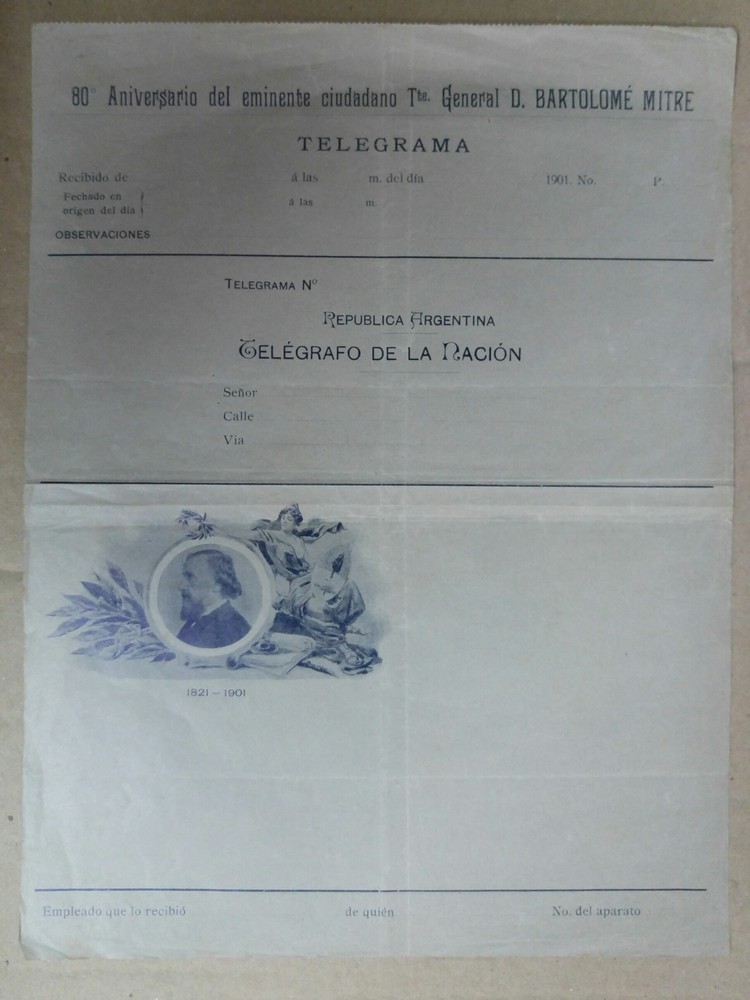 80º Aniversario del eminente ciudadano Tte. General D. BARTOLOMÉ MITRE
TELEGRAMA
Recibido de á las m. del día 1901. No. P.
Fechado en á las m.
origen del día
OBSERVACIONES
TELEGRAMA Nº
REPUBLICA ARGENTINA
TELÉGRAFO DE LA NACIÓN
Señor
Calle
Via
1821 – 1901
Empleado que lo recibió de quién No. del aparato